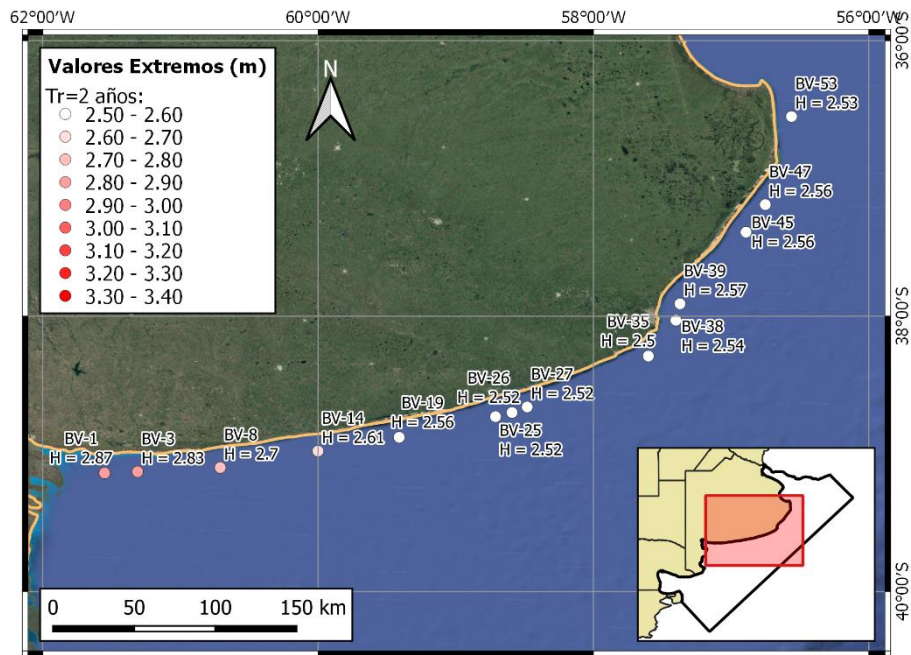 62°00'W 60°00'W 58°00'W 56°00'W
36°00'S
Valores Extremos (m)
Tr=2 años:
2.50 - 2.60
2.60 - 2.70
2.70 - 2.80
2.80 - 2.90
2.90 - 3.00
3.00 - 3.10
3.10 - 3.20
3.20 - 3.30
3.30 - 3.40
N
BV-53
H = 2.53
BV-47
H = 2.56
BV-45
H = 2.56
BV-39
H = 2.57
38°00'S
BV-35
H = 2.5
BV-38
H = 2.54
BV-26
H = 2.52
BV-27
H = 2.52
BV-19
H = 2.56
BV-25
H = 2.52
BV-14
H = 2.61
BV-8
H = 2.7
BV-3
H = 2.83
BV-1
H = 2.87
40°00'S
0 50 100 150 km